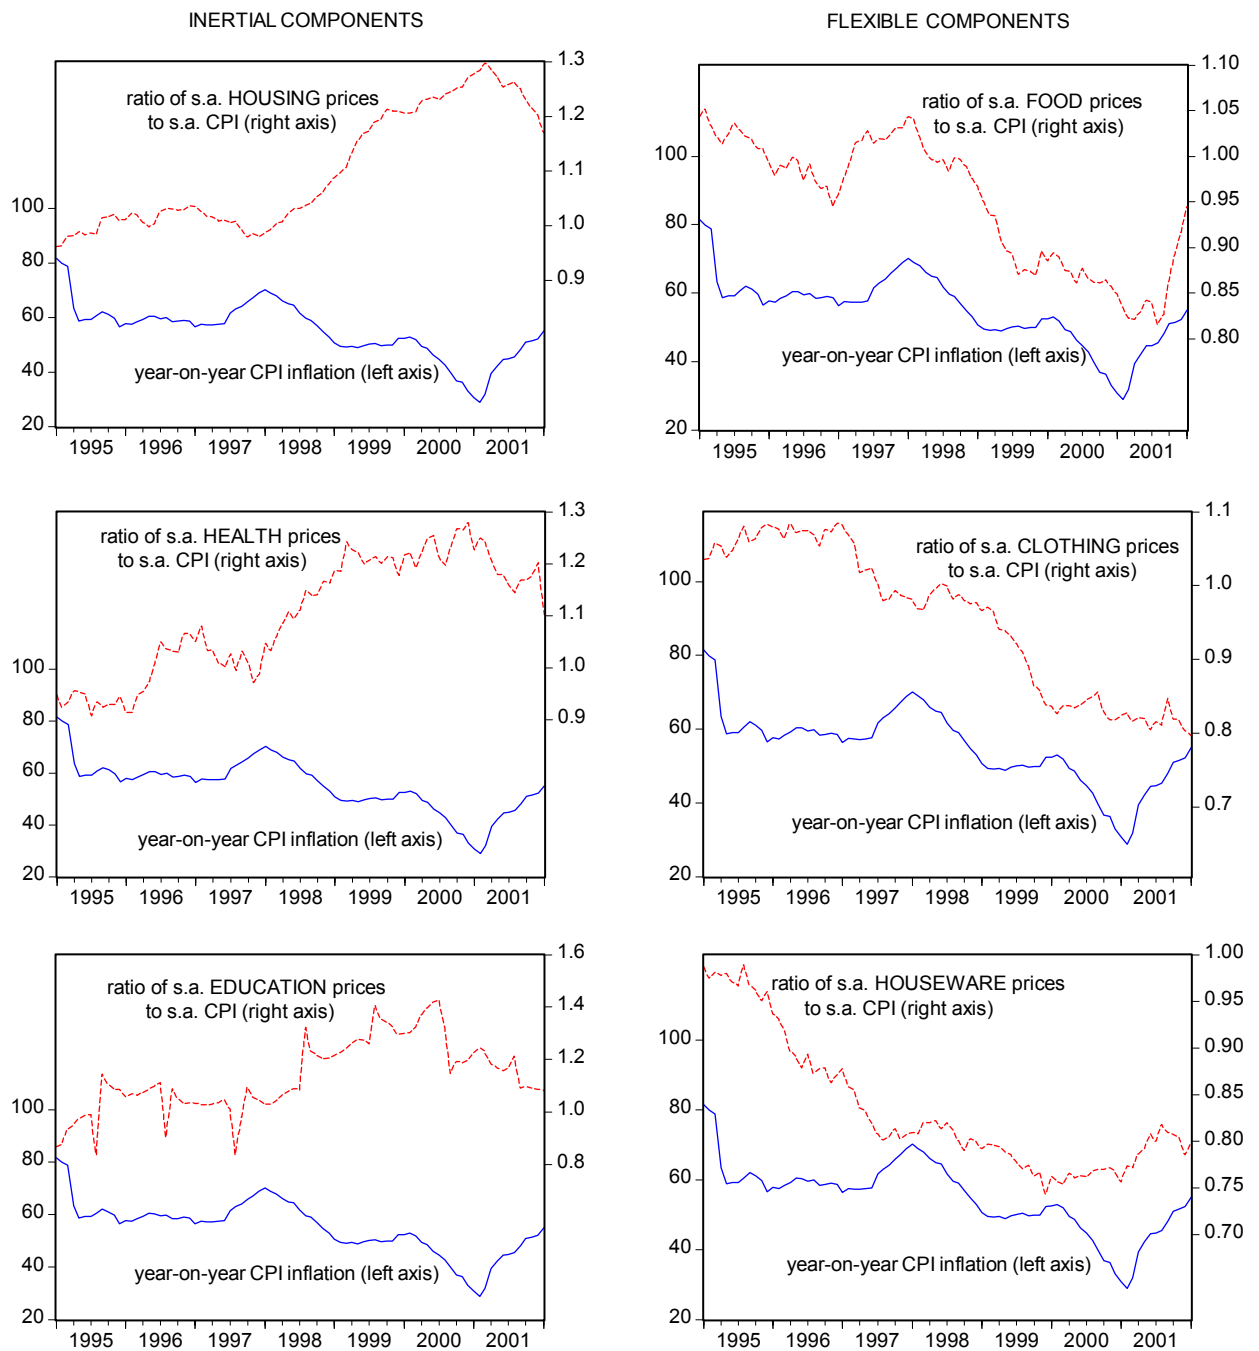 INERTIAL COMPONENTS
FLEXIBLE COMPONENTS
ratio of s.a. HOUSING prices
to s.a. CPI (right axis)
year-on-year CPI inflation (left axis)
100
80
60
40
20
1.3
1.2
1.1
1.0
0.9
1995 1996 1997 1998 1999 2000 2001
ratio of s.a. FOOD prices
to s.a. CPI (right axis)
year-on-year CPI inflation (left axis)
100
80
60
40
20
1.10
1.05
1.00
0.95
0.90
0.85
0.80
1995 1996 1997 1998 1999 2000 2001
ratio of s.a. HEALTH prices
to s.a. CPI (right axis)
year-on-year CPI inflation (left axis)
100
80
60
40
20
1.3
1.2
1.1
1.0
0.9
1995 1996 1997 1998 1999 2000 2001
ratio of s.a. CLOTHING prices
to s.a. CPI (right axis)
year-on-year CPI inflation (left axis)
100
80
60
40
20
1.1
1.0
0.9
0.8
0.7
1995 1996 1997 1998 1999 2000 2001
ratio of s.a. EDUCATION prices
to s.a. CPI (right axis)
year-on-year CPI inflation (left axis)
100
80
60
40
20
1.6
1.4
1.2
1.0
0.8
1995 1996 1997 1998 1999 2000 2001
ratio of s.a. HOUSEWARE prices
to s.a. CPI (right axis)
year-on-year CPI inflation (left axis)
100
80
60
40
20
1.00
0.95
0.90
0.85
0.80
0.75
0.70
1995 1996 1997 1998 1999 2000 2001